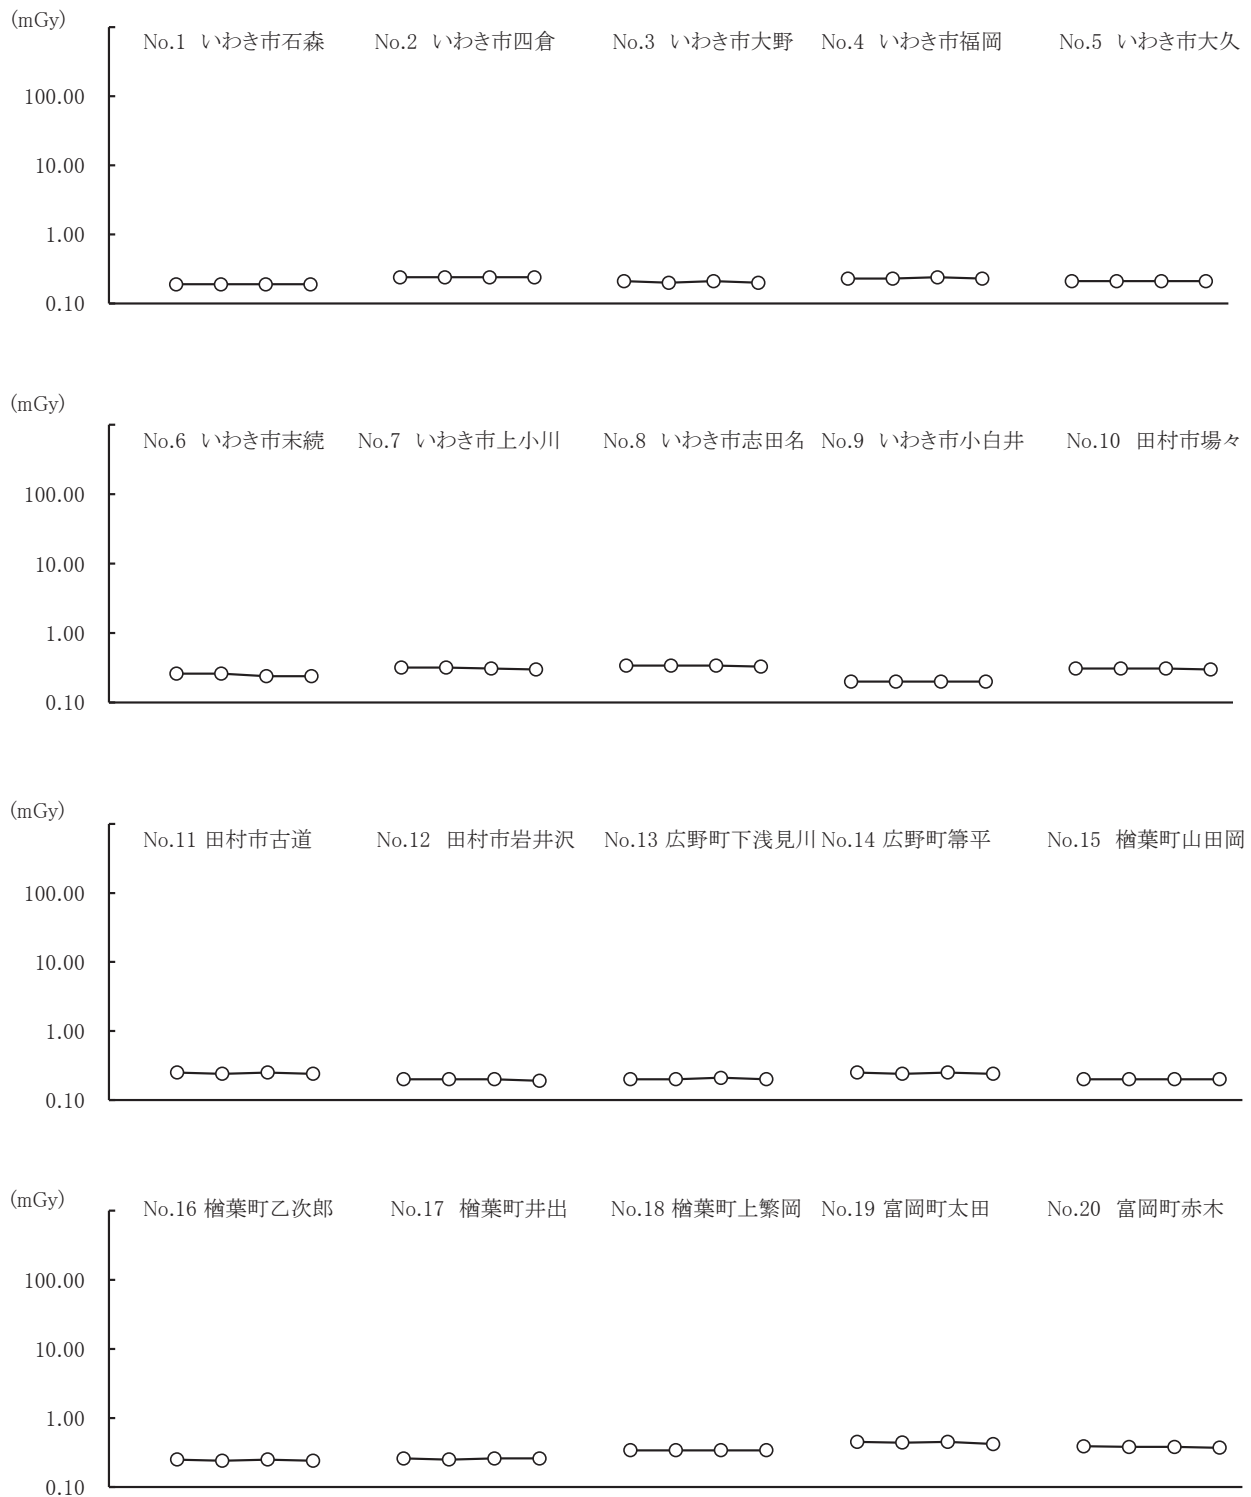 (mGy)
No.1 いわき市石森 No.2 いわき市四倉 No.3 いわき市大野 No.4 いわき市福岡 No.5 いわき市大久
100.00
10.00
1.00
0.10
(mGy)
No.6 いわき市末続 No.7 いわき市上小川 No.8 いわき市志田名 No.9 いわき市小白井 No.10 田村市場々
100.00
10.00
1.00
0.10
(mGy)
No.11 田村市古道 No.12 田村市岩井沢 No.13 広野町下浅見川 No.14 広野町箒平 No.15 楢葉町山田岡
100.00
10.00
1.00
0.10
(mGy)
No.16 楢葉町乙次郎 No.17 楢葉町井出 No.18 楢葉町上繁岡 No.19 富岡町太田 No.20 富岡町赤木
100.00
10.00
1.00
0.10